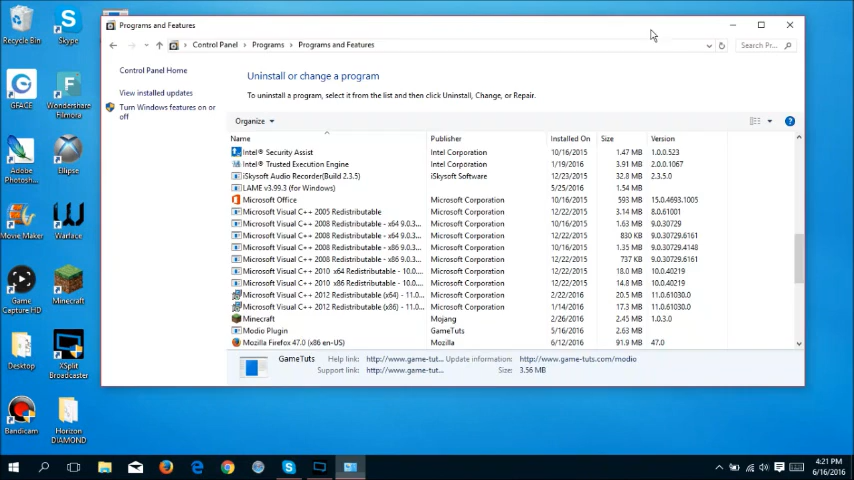 Recycle Bin
Skype
GFACE
Wondershare Filmora
Adobe Photosh...
Ellipse
Movie Maker
Warface
Game Capture HD
Minecraft
Desktop
XSplit Broadcaster
Bandicam
Horizon DIAMOND
Programs and Features
Control Panel > Programs > Programs and Features
Search Pr...
Control Panel Home
View installed updates
Turn Windows features on or off
Uninstall or change a program
To uninstall a program, select it from the list and then click Uninstall, Change, or Repair.
Organize
Name Publisher Installed On Size Version
Intel® Security Assist Intel Corporation 10/16/2015 1.47 MB 1.0.0.523
Intel® Trusted Execution Engine Intel Corporation 1/19/2016 3.91 MB 2.0.0.1067
iSkysoft Audio Recorder(Build 2.3.5) iSkysoft Software 12/23/2015 32.8 MB 2.3.5.0
LAME v3.99.3 (for Windows) 5/25/2016 1.54 MB
Microsoft Office Microsoft Corporation 10/16/2015 593 MB 15.0.4693.1005
Microsoft Visual C++ 2005 Redistributable Microsoft Corporation 12/22/2015 3.14 MB 8.0.61001
Microsoft Visual C++ 2008 Redistributable - x64 9.0.3... Microsoft Corporation 12/22/2015 1.63 MB 9.0.30729
Microsoft Visual C++ 2008 Redistributable - x64 9.0.3... Microsoft Corporation 12/22/2015 830 KB 9.0.30729.6161
Microsoft Visual C++ 2008 Redistributable - x86 9.0.3... Microsoft Corporation 10/16/2015 1.35 MB 9.0.30729.4148
Microsoft Visual C++ 2008 Redistributable - x86 9.0.3... Microsoft Corporation 12/22/2015 737 KB 9.0.30729.6161
Microsoft Visual C++ 2010 x64 Redistributable - 10.0.... Microsoft Corporation 12/22/2015 18.0 MB 10.0.40219
Microsoft Visual C++ 2010 x86 Redistributable - 10.0.... Microsoft Corporation 12/22/2015 14.8 MB 10.0.40219
Microsoft Visual C++ 2012 Redistributable (x64) - 11.0... Microsoft Corporation 2/22/2016 20.5 MB 11.0.61030.0
Microsoft Visual C++ 2012 Redistributable (x86) - 11.0... Microsoft Corporation 1/14/2016 17.3 MB 11.0.61030.0
Minecraft Mojang 2/26/2016 2.45 MB 1.0.3.0
Modio Plugin GameTuts 5/16/2016 2.63 MB
Mozilla Firefox 47.0 (x86 en-US) Mozilla 6/12/2016 91.9 MB 47.0
GameTuts Help link: http://www.game-tut... Update information: http://www.game-tuts.com/modio
Support link: http://www.game-tut... Size: 3.56 MB
4:21 PM
6/16/2016